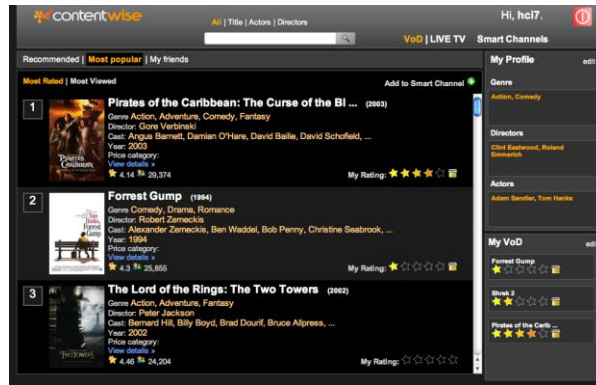 contentwise
All | Title | Actors | Directors
Hi, hcl7.
VoD | LIVE TV Smart Channels
Recommended | Most popular | My friends
My Profile edit
Most Rated | Most Viewed
Add to Smart Channel
Genre
Action, Comedy
Directors
Clint Eastwood, Roland
Emmerich
Actors
Adam Sandler, Tom Hanks
1
Pirates of the Caribbean: The Curse of the Bl ... (2003)
Genre Action, Adventure, Comedy, Fantasy
Director: Gore Verbinski
Cast: Angus Barnett, Damian O'Hare, David Bailie, David Schofield, ...
Year: 2003
Price category:
View details »
4.14 29,374
My Rating:
2
Forrest Gump (1994)
Genre Comedy, Drama, Romance
Director: Robert Zemeckis
Cast: Alexander Zemeckis, Ben Waddel, Bob Penny, Christine Seabrook, ...
Year: 1994
Price category:
View details »
4.3 25,855
My Rating:
3
The Lord of the Rings: The Two Towers (2002)
Genre Action, Adventure, Fantasy
Director: Peter Jackson
Cast: Bernard Hill, Billy Boyd, Brad Dourif, Bruce Allpress, ...
Year: 2002
Price category:
View details »
4.46 24,204
My Rating:
My VoD edi
Forrest Gump
Shrek 2
Pirates of the Carib ...